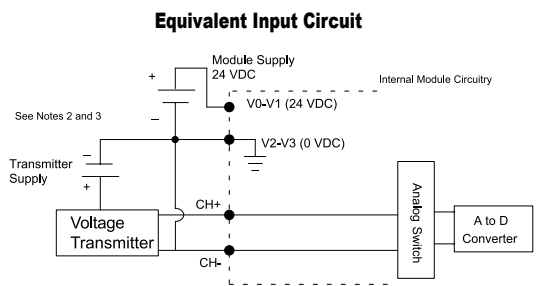 Equivalent Input Circuit
Module Supply
24 VDC
+
Internal Module Circuitry
V0-V1 (24 VDC)
See Notes 2 and 3
–
V2-V3 (0 VDC)
–
Transmitter
Supply
+
Analog Switch
CH+
Voltage
Transmitter
A to D
Converter
CH-